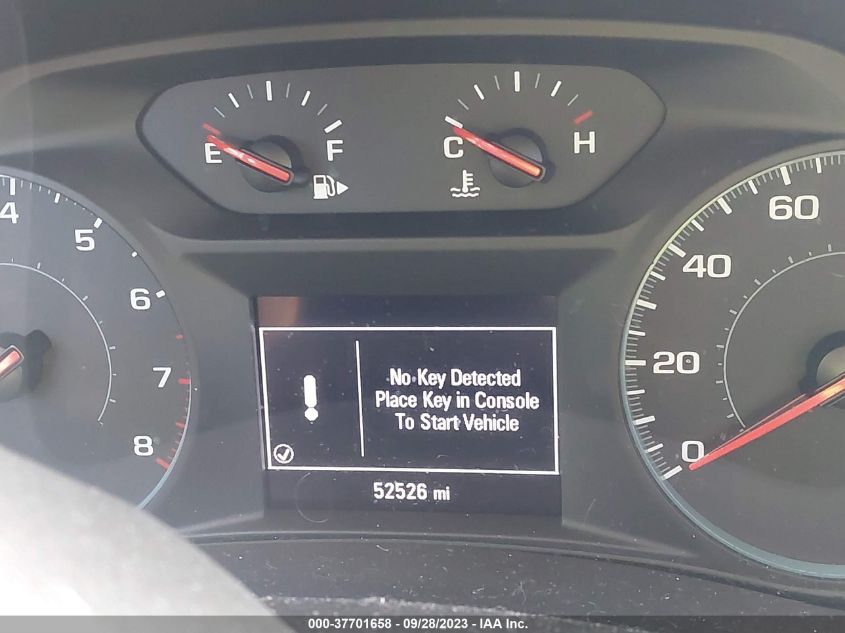 E F
C H
4
5
6
7
8
60
40
20
0
No Key Detected
Place Key in Console
To Start Vehicle
52526 mi
000-37701658 - 09/28/2023 - IAA Inc.